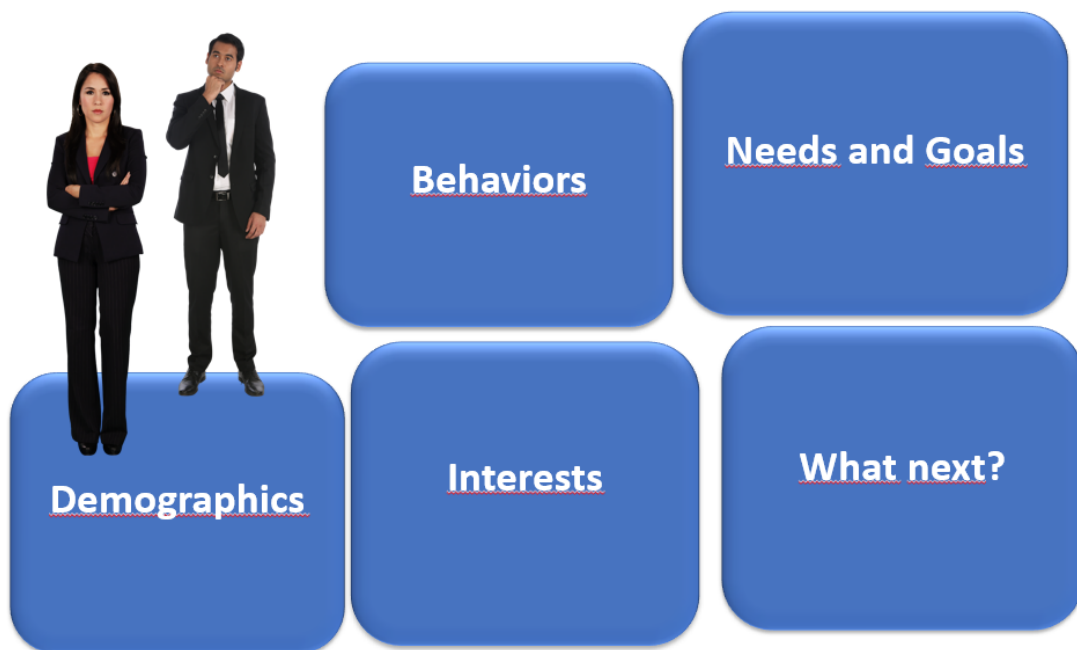 Behaviors
Needs and Goals
Demographics
Interests
What next?